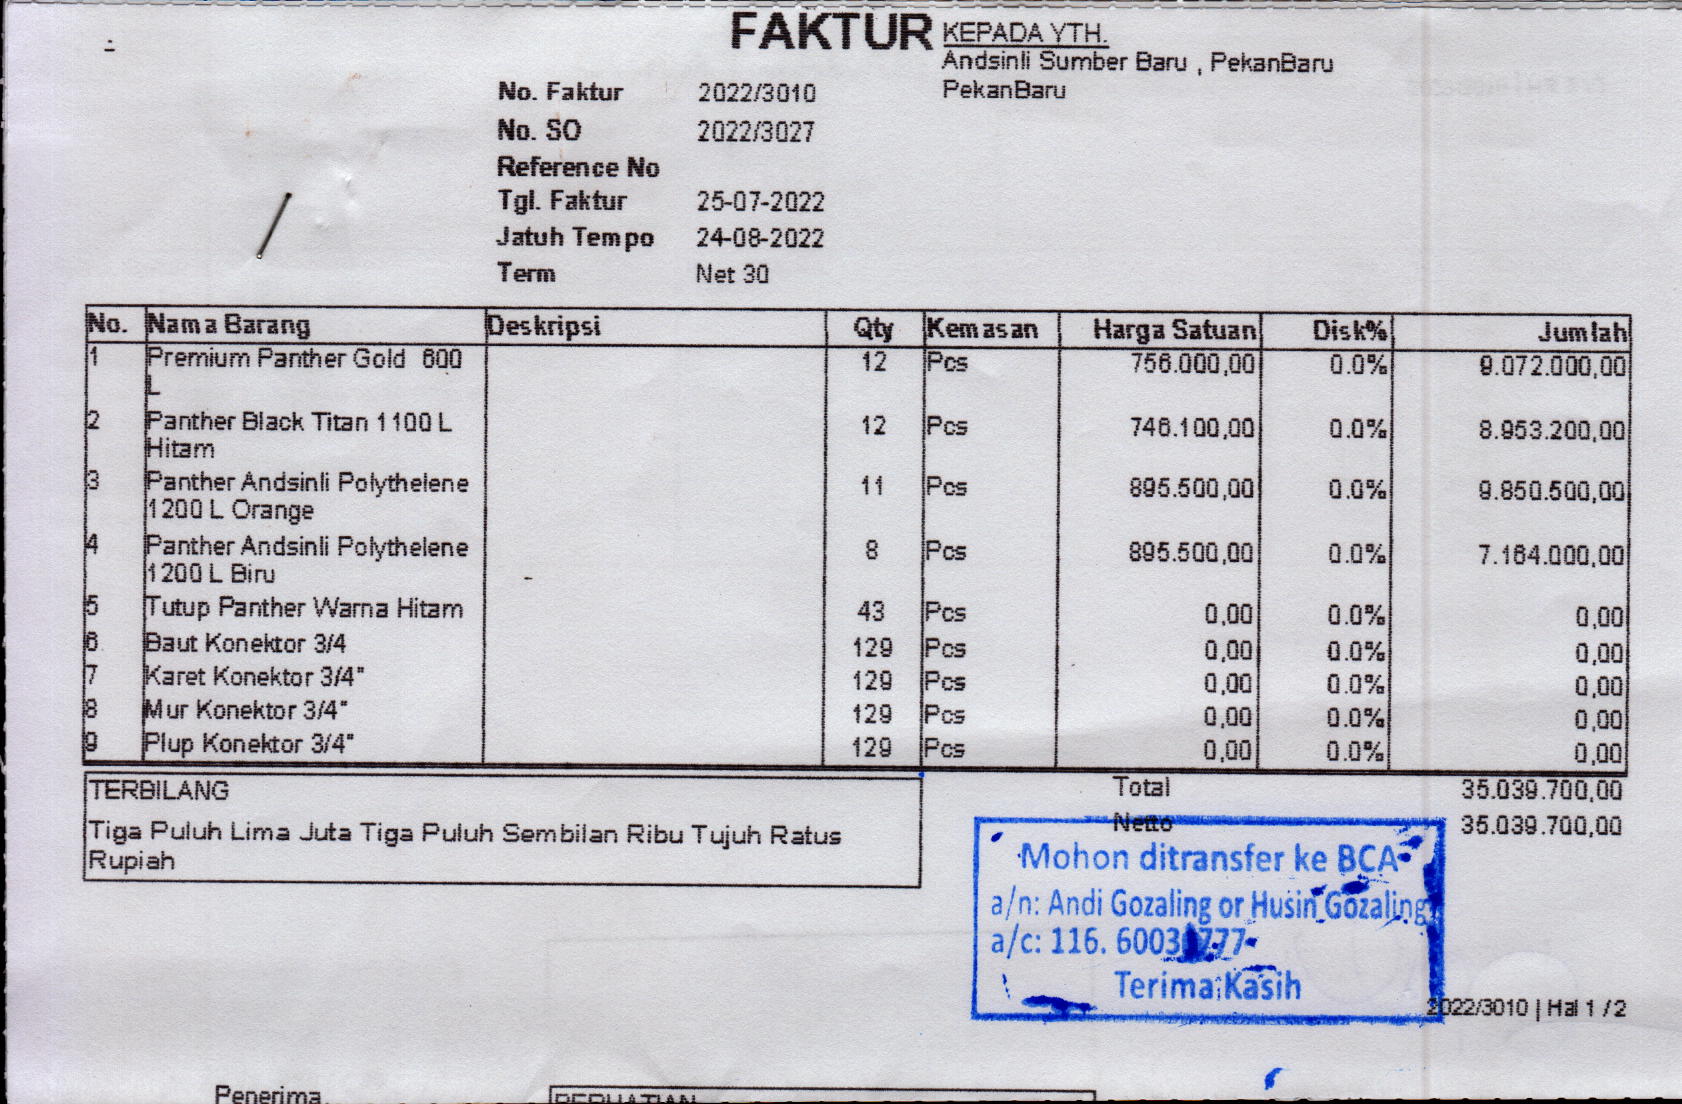 FAKTUR
KEPADA YTH.
Andsinli Sumber Baru , PekanBaru
PekanBaru
No. Faktur 2022/3010
No. SO 2022/3027
Reference No
Tgl. Faktur 25-07-2022
Jatuh Tempo 24-08-2022
Term Net 30
No. Nama Barang Deskripsi Qty Kemasan Harga Satuan Disk% Jumlah
1 Premium Panther Gold 600 12 Pcs 756.000,00 0.0% 9.072.000,00
L
2 Panther Black Titan 1100 L 12 Pcs 746.100,00 0.0% 8.953.200,00
Hitam
3 Panther Andsinli Polythelene 11 Pcs 895.500,00 0.0% 9.850.500,00
1200 L Orange
4 Panther Andsinli Polythelene 8 Pcs 895.500,00 0.0% 7.164.000,00
1200 L Biru
5 Tutup Panther Warna Hitam 43 Pcs 0,00 0.0% 0,00
6 Baut Konektor 3/4 129 Pcs 0,00 0.0% 0,00
7 Karet Konektor 3/4" 129 Pcs 0,00 0.0% 0,00
8 Mur Konektor 3/4" 129 Pcs 0,00 0.0% 0,00
9 Plup Konektor 3/4" 129 Pcs 0,00 0.0% 0,00
TERBILANG
Tiga Puluh Lima Juta Tiga Puluh Sembilan Ribu Tujuh Ratus
Rupiah
Total 35.039.700,00
Netto 35.039.700,00
Mohon ditransfer ke BCA
a/n: Andi Gozaling or Husin Gozaling
a/c: 116.
Terima Kasih
2022/3010 | Hal 1 / 2
Penerima
PERHATIAN